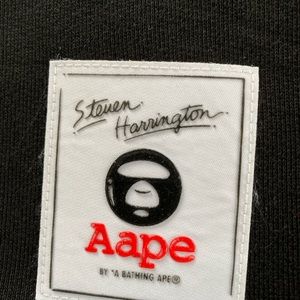 Steven
Harrington
Aape
BY *A BATHING APE®